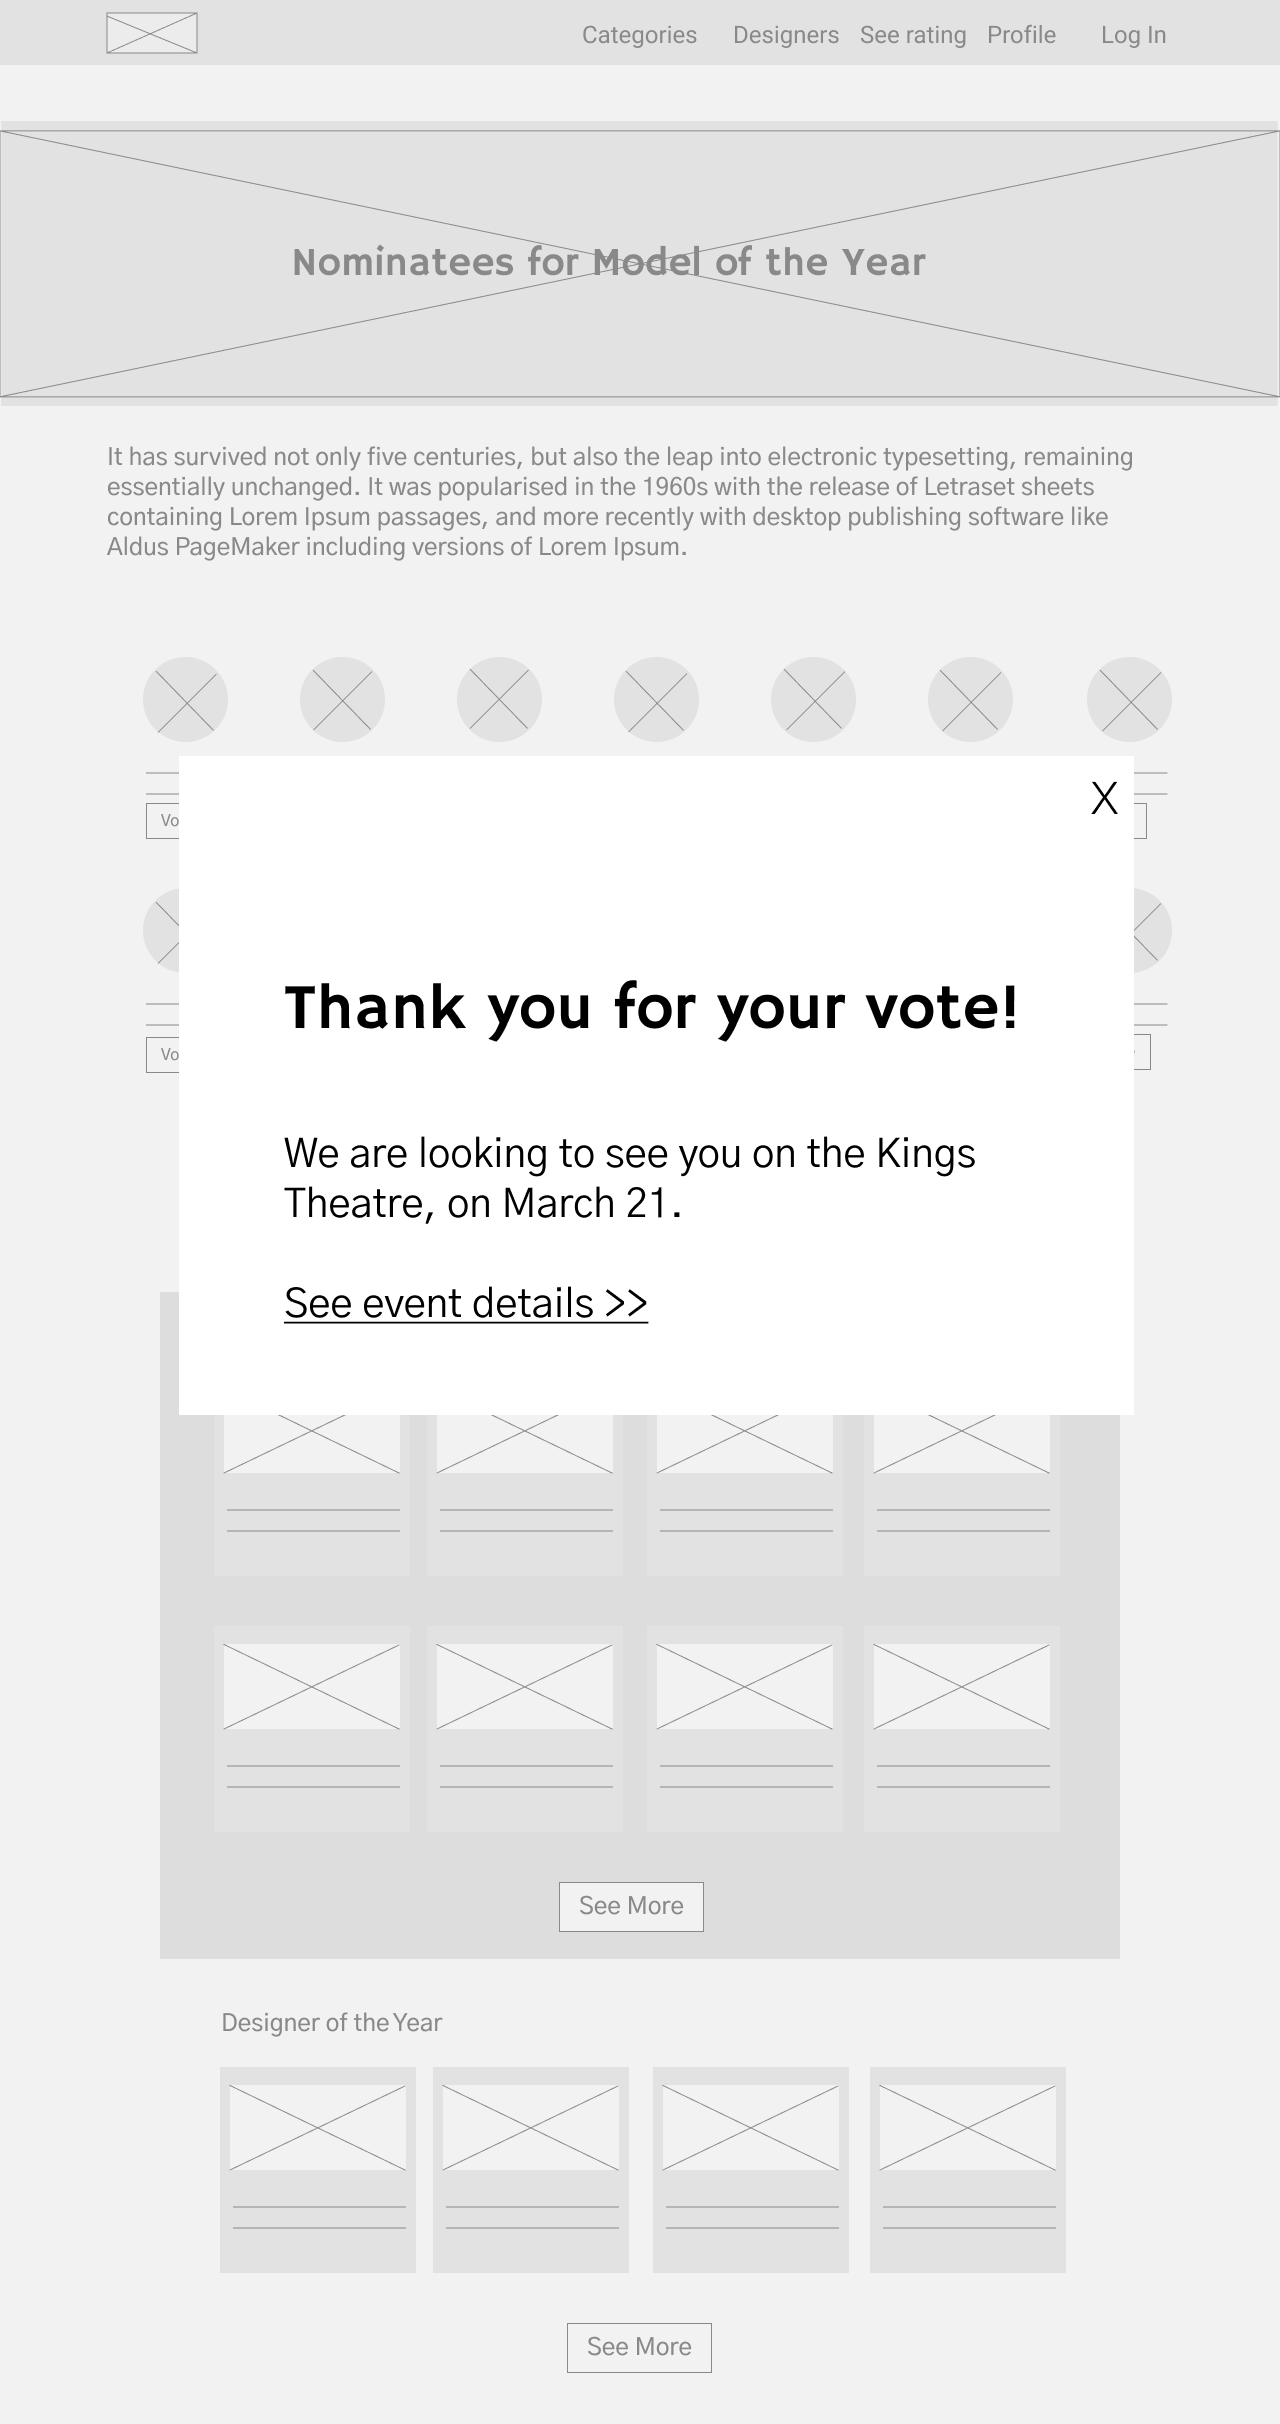 Categories Designers See rating Profile Log In
Nominatees for Model of the Year
It has survived not only five centuries, but also the leap into electronic typesetting, remaining
essentially unchanged. It was popularised in the 1960s with the release of Letraset sheets
containing Lorem Ipsum passages, and more recently with desktop publishing software like
Aldus PageMaker including versions of Lorem Ipsum.
X
Thank you for your vote!
We are looking to see you on the Kings
Theatre, on March 21.
See event details >>
See More
Designer of the Year
See More